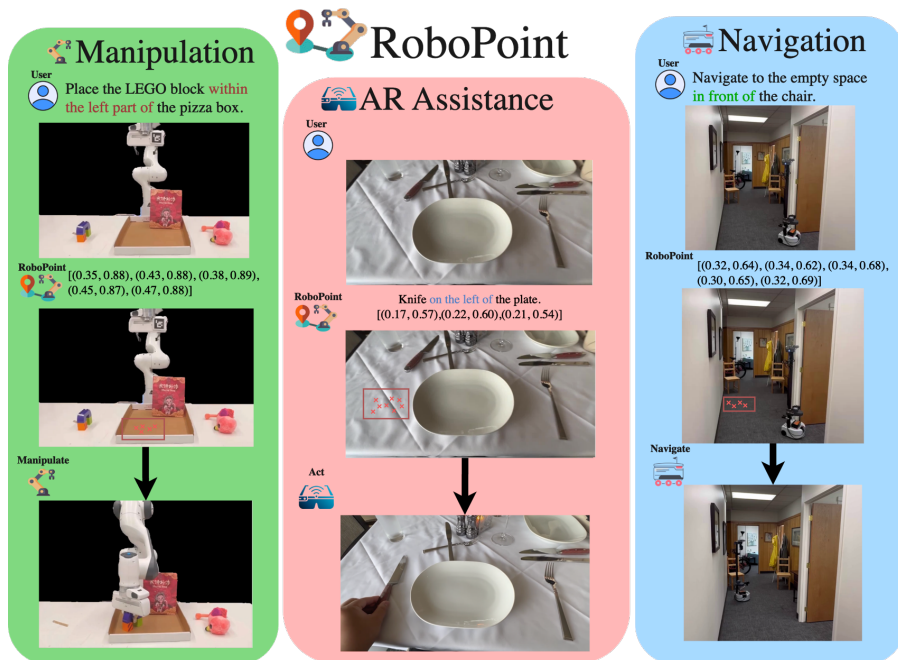 RoboPoint
Manipulation
User
Place the LEGO block within
the left part of the pizza box.
RoboPoint
[(0.35, 0.88), (0.43, 0.88), (0.38, 0.89),
(0.45, 0.87), (0.47, 0.88)]
Manipulate
AR Assistance
User
RoboPoint
Knife on the left of the plate.
[(0.17, 0.57),(0.22, 0.60),(0.21, 0.54)]
Act
Navigation
User
Navigate to the empty space
in front of the chair.
RoboPoint
[(0.32, 0.64), (0.34, 0.62), (0.34, 0.68),
(0.30, 0.65), (0.32, 0.69)]
Navigate